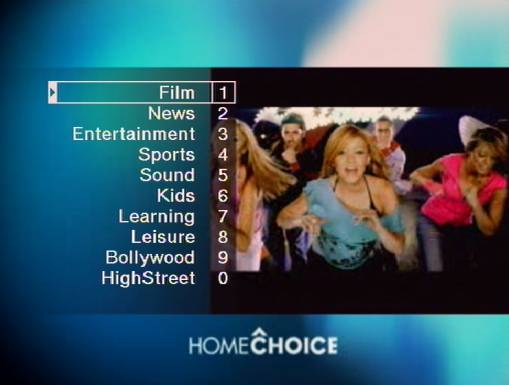 Film 1
News 2
Entertainment 3
Sports 4
Sound 5
Kids 6
Learning 7
Leisure 8
Bollywood 9
HighStreet 0
HOMECHOICE